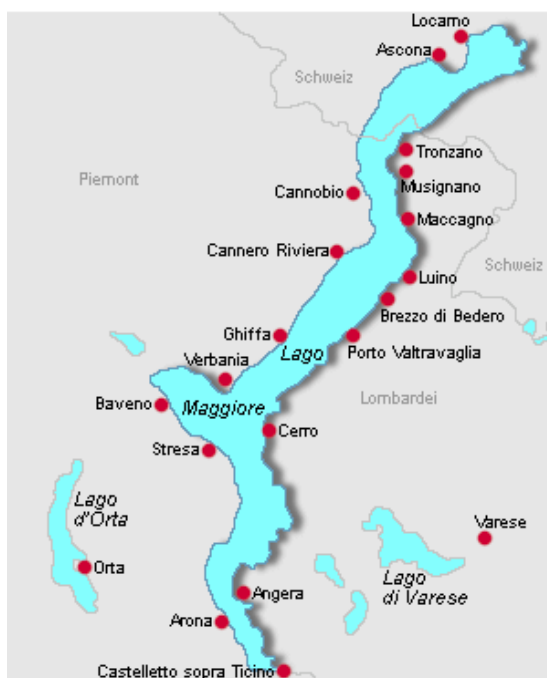 Locarno
Ascona
Schweiz
Tronzano
Piemont
Musignano
Cannobio
Maccagno
Cannero Riviera
Schweiz
Luino
Brezzo di Bedero
Ghiffa
Lago
Porto Valtravaglia
Verbania
Lombardei
Baveno
Maggiore
Cerro
Stresa
Lago
d'Orta
Varese
Orta
Lago
di Varese
Angera
Arona
Castelletto sopra Ticino